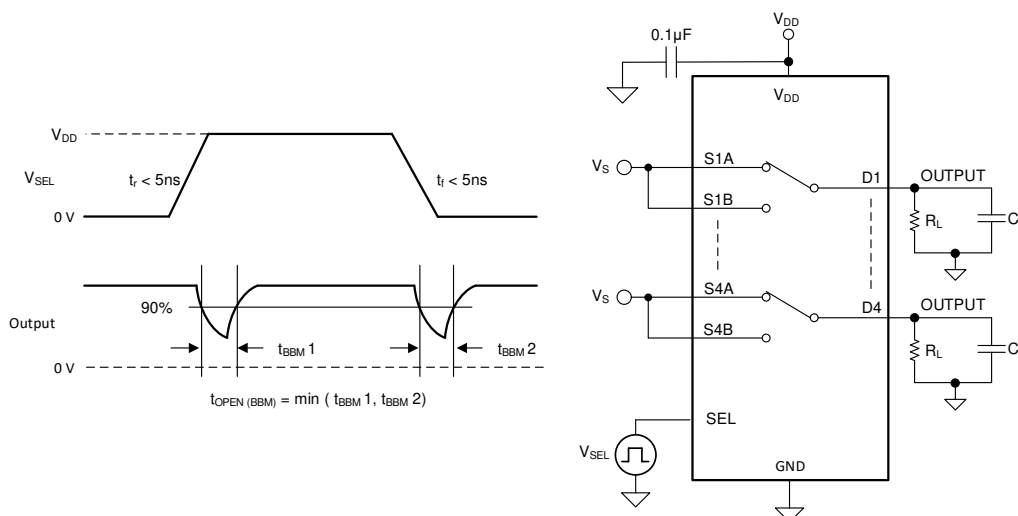 V_DD
V_SEL
t_r < 5ns
t_f < 5ns
0 V
Output
90%
t_BBM 1
t_BBM 2
0 V
t_OPEN (BBM) = min ( t_BBM 1, t_BBM 2)
V_DD
0.1µF
V_DD
V_S
S1A
D1
OUTPUT
S1B
R_L
C
V_S
S4A
D4
OUTPUT
S4B
R_L
C
SEL
V_SEL
GND